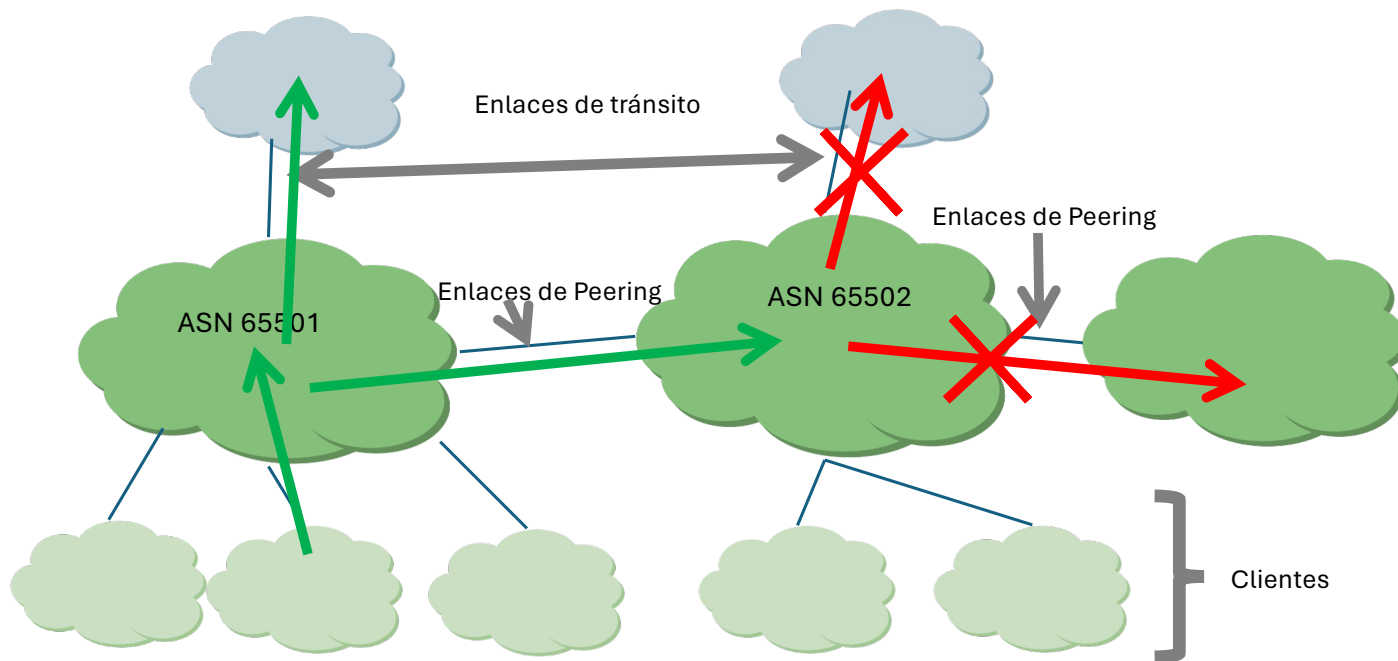 Enlaces de tránsito
Enlaces de Peering
Enlaces de Peering
ASN 65501
ASN 65502
Clientes